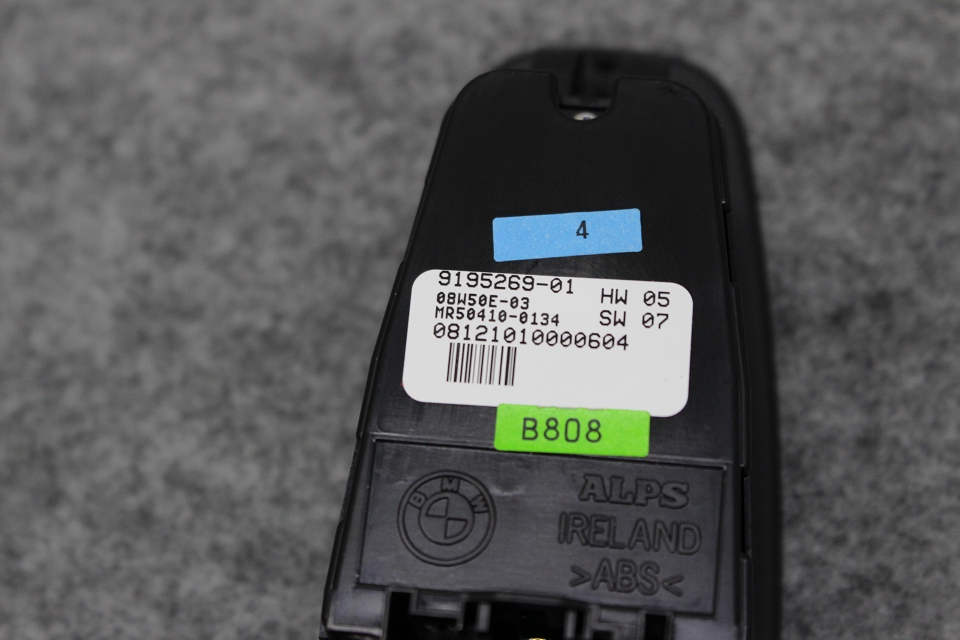 4
9195269-01
HW 05
08W50E-03
MR50410-0134
SW 07
08121010000604
B808
BMW
ALPS
IRELAND
>ABS<